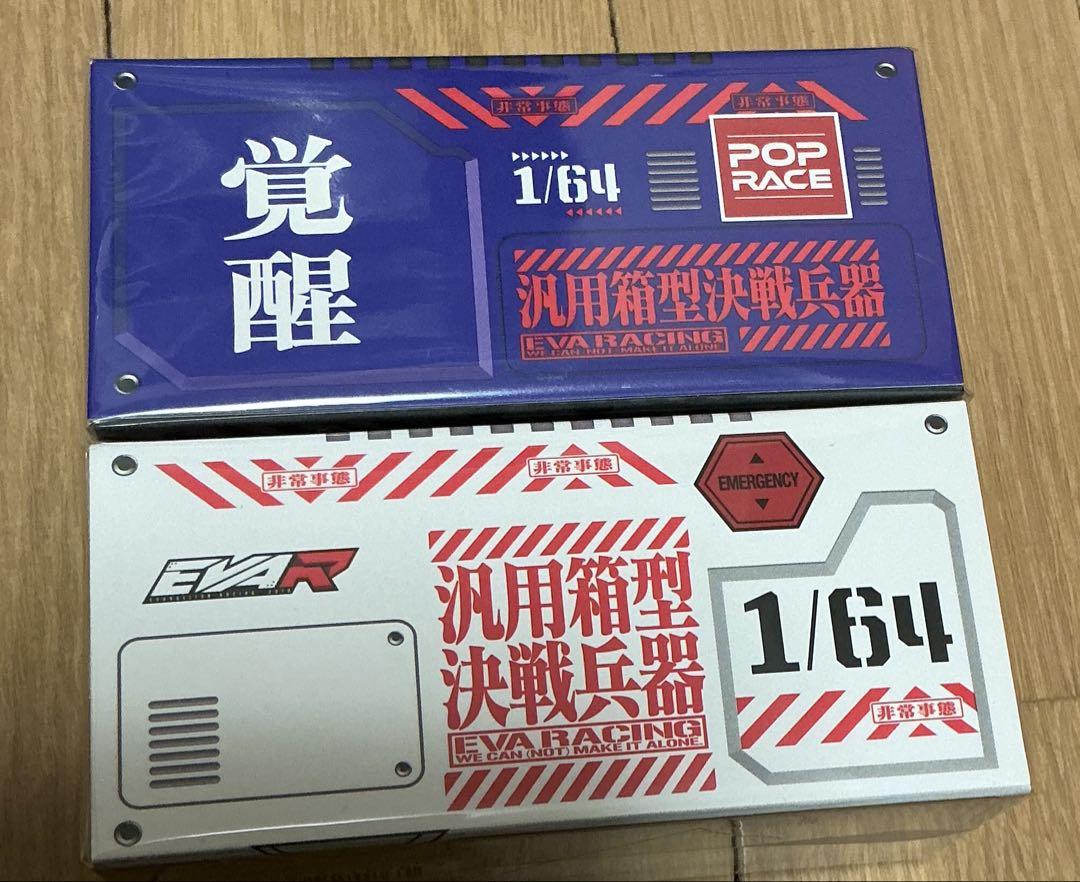 非常事態
非常事態
覚醒
1/64
POP
RACE
汎用箱型決戦兵器
EVA RACING
WE CAN (NOT) MAKE IT ALONE.
非常事態
非常事態
EMERGENCY
EVAR
汎用箱型
決戦兵器
EVA RACING
WE CAN (NOT) MAKE IT ALONE.
1/64
非常事態